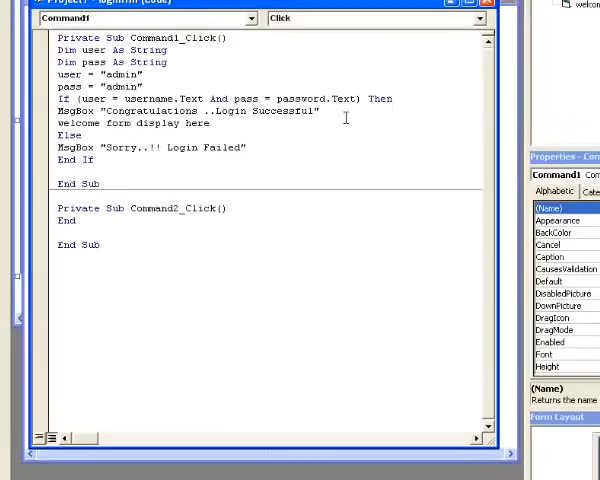 (Code)
Command1
Click
Private Sub Command1_Click()
Dim user As String
Dim pass As String
user = "admin"
pass = "admin"
If (user = username.Text And pass = password.Text) Then
MsgBox "Congratulations ..Login Successful"
welcome form display here
Else
MsgBox "Sorry..!! Login Failed"
End If
End Sub
Private Sub Command2_Click()
End
End Sub
welcom
Properties - Com
Command1 Com
Alphabetic
Cate
(Name)
Appearance
BackColor
Cancel
Caption
CausesValidation
Default
DisabledPicture
DownPicture
DragIcon
DragMode
Enabled
Font
Height
(Name)
Returns the name
Form Layout